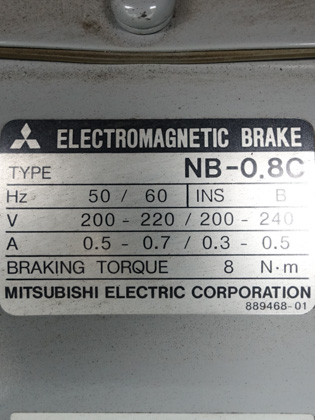 ELECTROMAGNETIC BRAKE
TYPE NB-0.8C
Hz 50 / 60 INS B
V 200 - 220 / 200 - 240
A 0.5 - 0.7 / 0.3 - 0.5
BRAKING TORQUE 8 N·m
MITSUBISHI ELECTRIC CORPORATION
889468-01